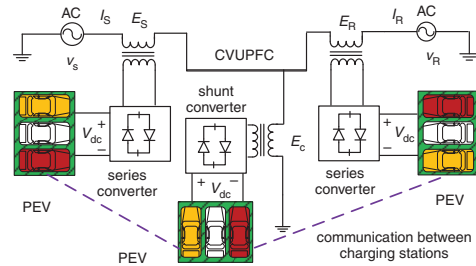 AC
I_S
E_S
E_R
I_R
AC
CVUPFC
v_s
v_R
shunt
converter
E_c
+
V_dc
−
+
V_dc
−
series
converter
+ −
V_dc
series
converter
PEV
PEV
PEV
communication between
charging stations